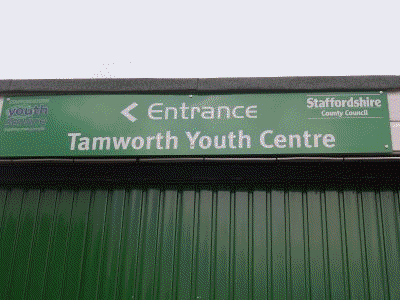 youth
< Entrance
Staffordshire
County Council
Tamworth Youth Centre